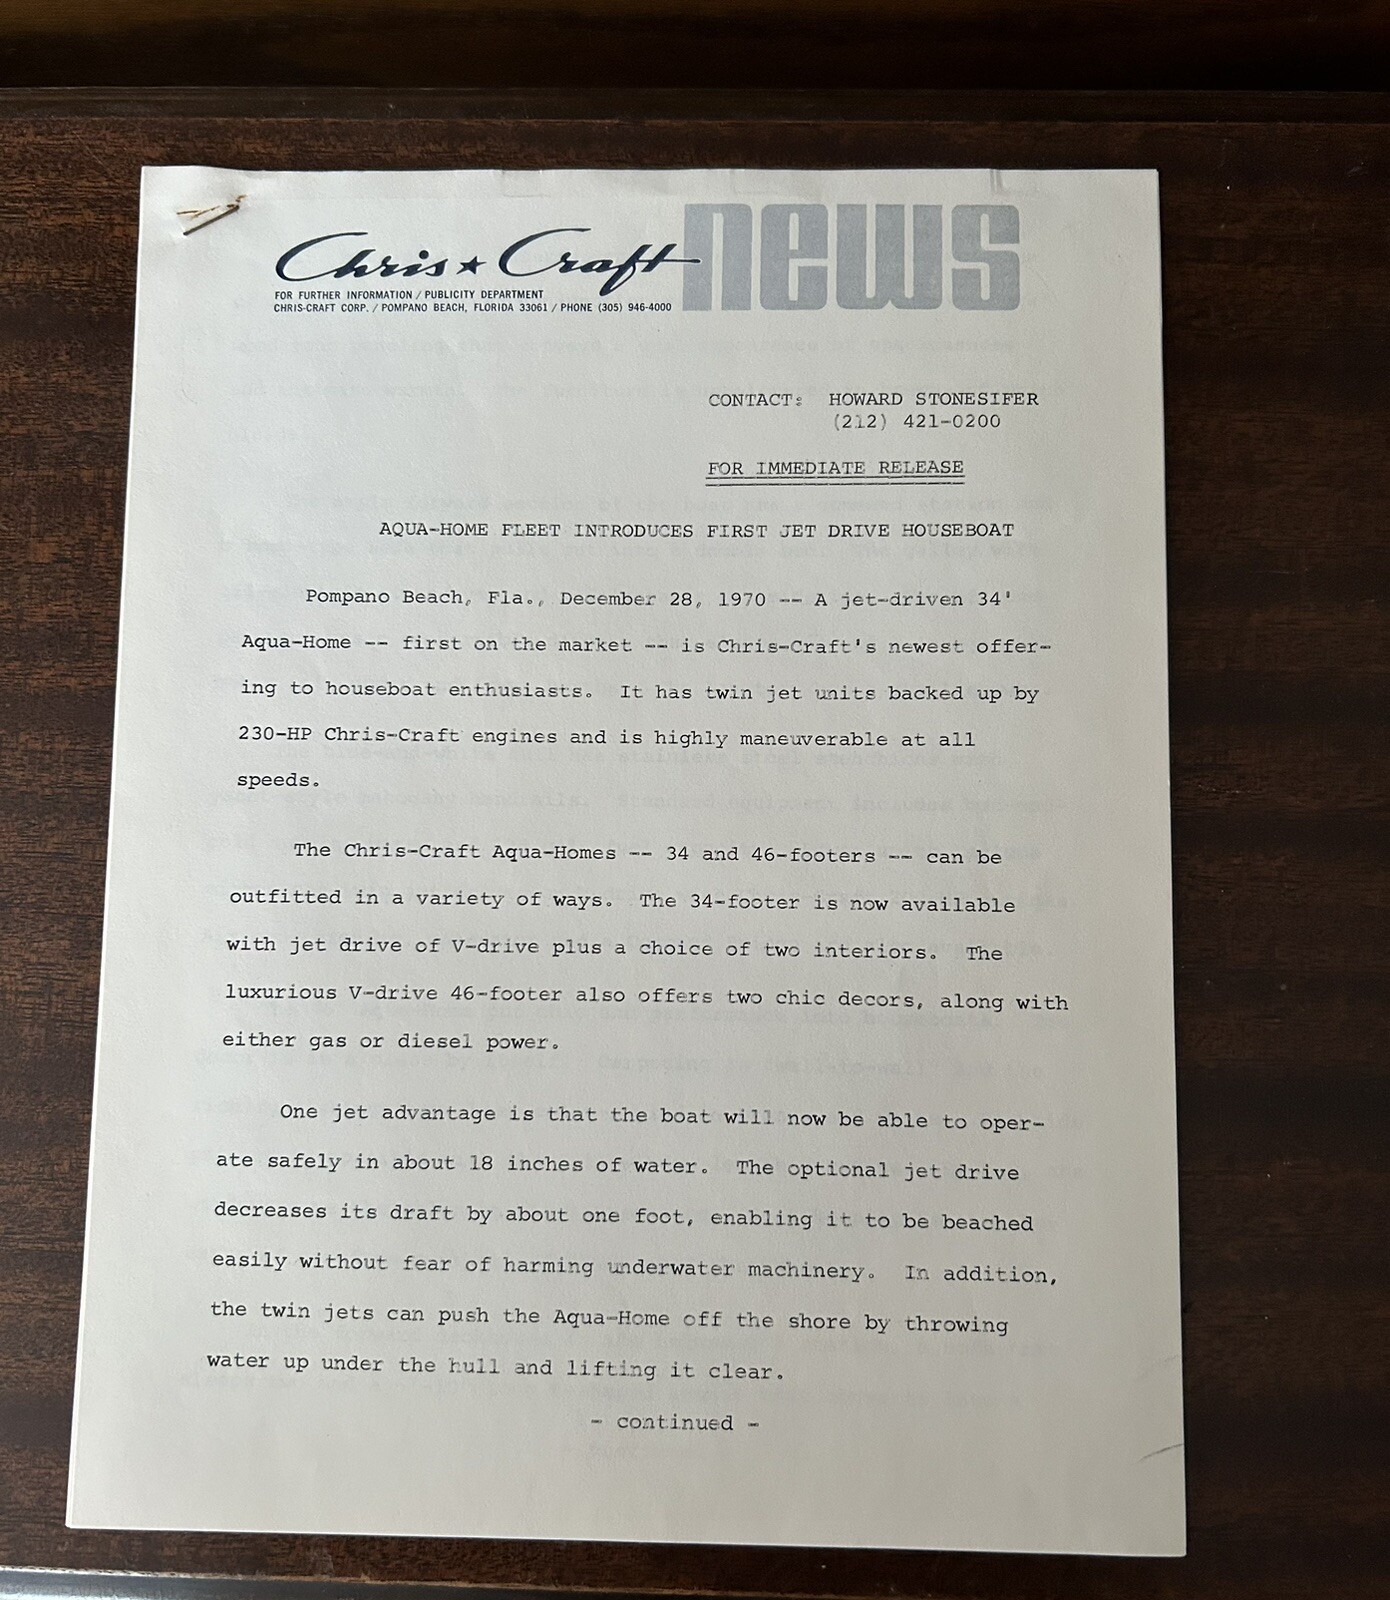 Chris★Craft news
FOR FURTHER INFORMATION / PUBLICITY DEPARTMENT
CHRIS-CRAFT CORP. / POMPANO BEACH, FLORIDA 33061 / PHONE (305) 946-4000
CONTACT: HOWARD STONESIFER
(212) 421-0200
FOR IMMEDIATE RELEASE
AQUA-HOME FLEET INTRODUCES FIRST JET DRIVE HOUSEBOAT
Pompano Beach, Fla., December 28, 1970 -- A jet-driven 34'
Aqua-Home -- first on the market -- is Chris-Craft's newest offer-
ing to houseboat enthusiasts. It has twin jet units backed up by
230-HP Chris-Craft engines and is highly maneuverable at all
speeds.
The Chris-Craft Aqua-Homes -- 34 and 46-footers -- can be
outfitted in a variety of ways. The 34-footer is now available
with jet drive of V-drive plus a choice of two interiors. The
luxurious V-drive 46-footer also offers two chic decors, along with
either gas or diesel power.
One jet advantage is that the boat will now be able to oper-
ate safely in about 18 inches of water. The optional jet drive
decreases its draft by about one foot, enabling it to be beached
easily without fear of harming underwater machinery. In addition,
the twin jets can push the Aqua-Home off the shore by throwing
water up under the hull and lifting it clear.
- continued -